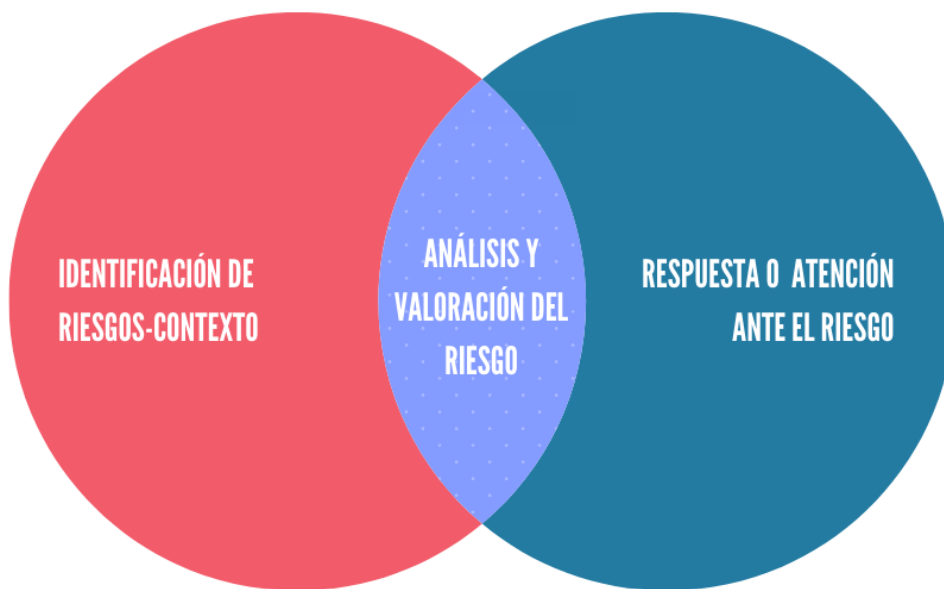 IDENTIFICACIÓN DE
RIESGOS-CONTEXTO
ANÁLISIS Y
VALORACIÓN DEL
RIESGO
RESPUESTA O ATENCIÓN
ANTE EL RIESGO